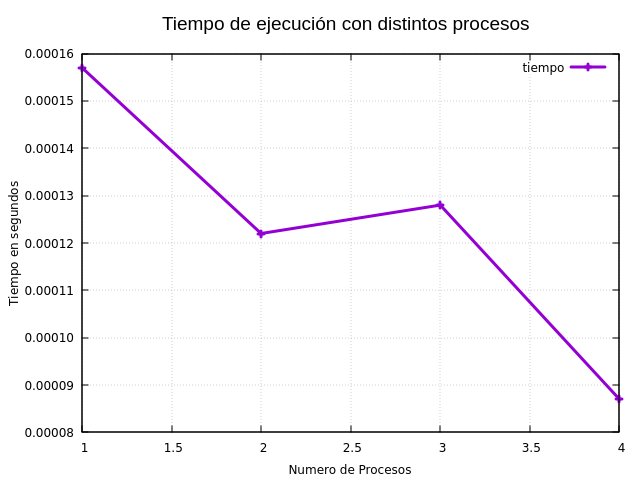 Tiempo de ejecución con distintos procesos
tiempo
0.00016
0.00015
0.00014
0.00013
0.00012
0.00011
0.00010
0.00009
0.00008
Tiempo en segundos
1 1.5 2 2.5 3 3.5 4
Numero de Procesos